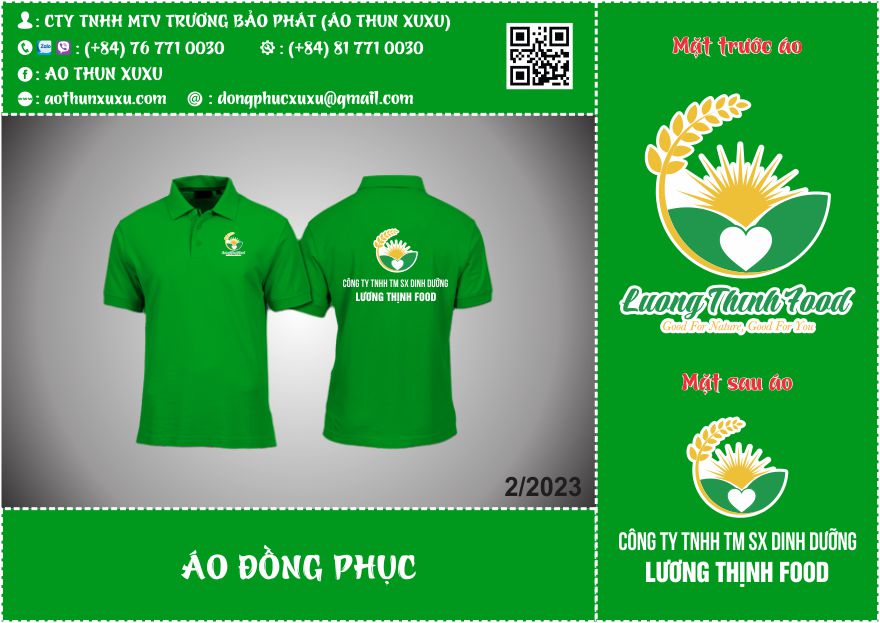 : CTY TNHH MTV TRƯƠNG BẢO PHÁT (ÁO THUN XUXU)
Zalo : (+84) 76 771 0030 : (+84) 81 771 0030
: AO THUN XUXU
: aothunxuxu.com @ : dongphucxuxu@gmail.com
CÔNG TY TNHH TM SX DINH DƯỠNG
LƯƠNG THỊNH FOOD
2/2023
ÁO ĐỒNG PHỤC
Mặt trước áo
LuongThinhFood
Good For Nature, Good For You
Mặt sau áo
CÔNG TY TNHH TM SX DINH DƯỠNG
LƯƠNG THỊNH FOOD